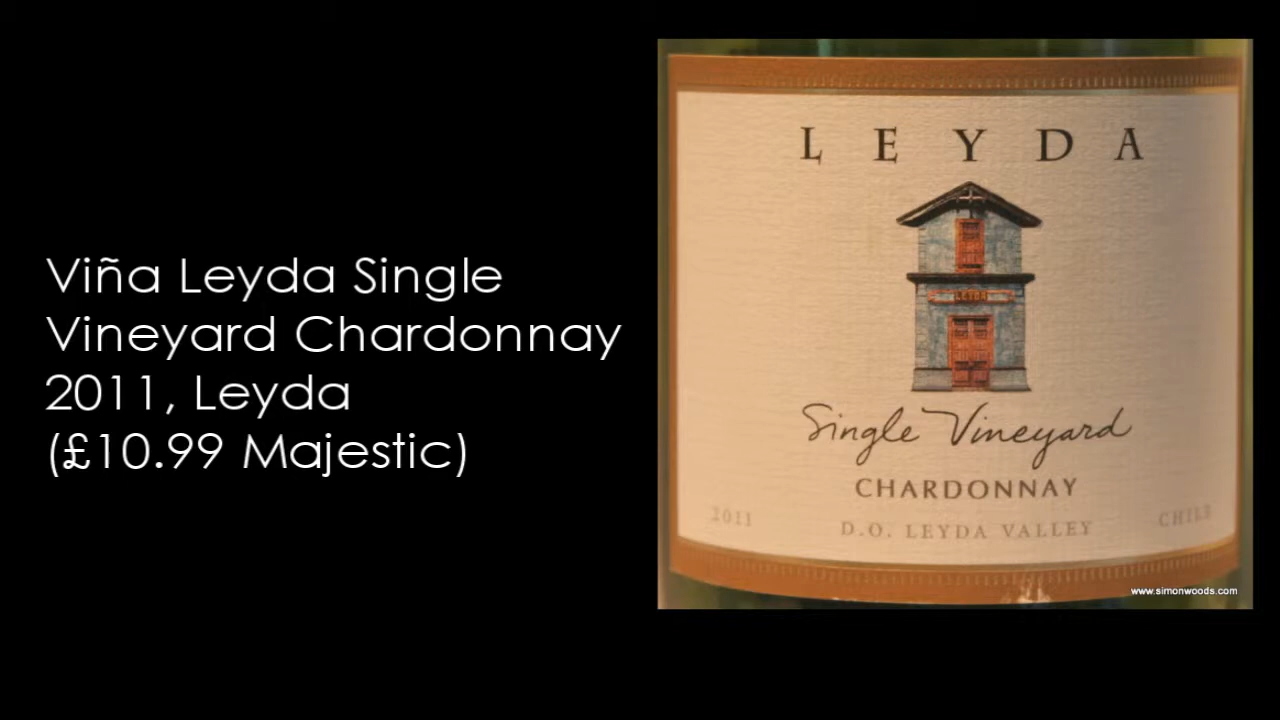 Viña Leyda Single
Vineyard Chardonnay
2011, Leyda
(£10.99 Majestic)
LEYDA
LEYDA
Single Vineyard
CHARDONNAY
2011 D.O. LEYDA VALLEY CHILE
www.simonwoods.com